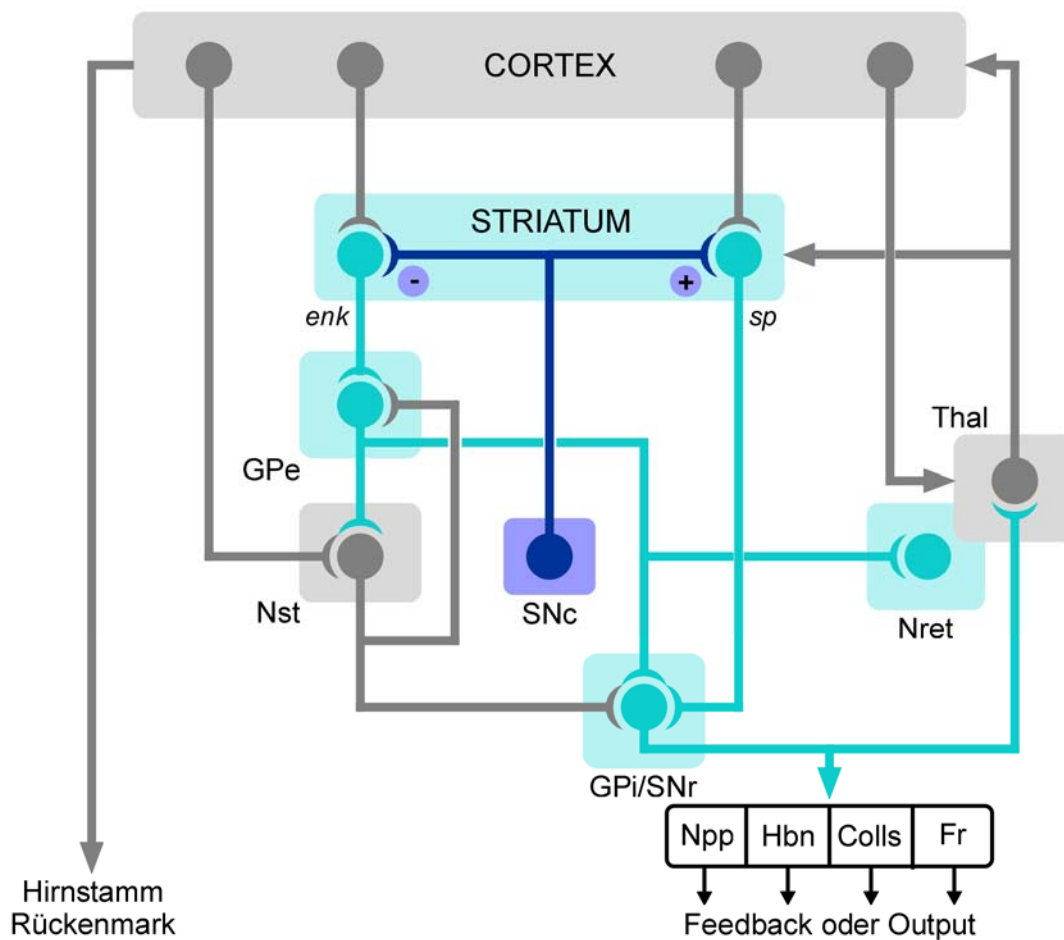 CORTEX
STRIATUM
-
+
enk
sp
Thal
GPe
Nst
SNc
Nret
GPi/SNr
Npp Hbn Colls Fr
Hirnstamm
Rückenmark
Feedback oder Output